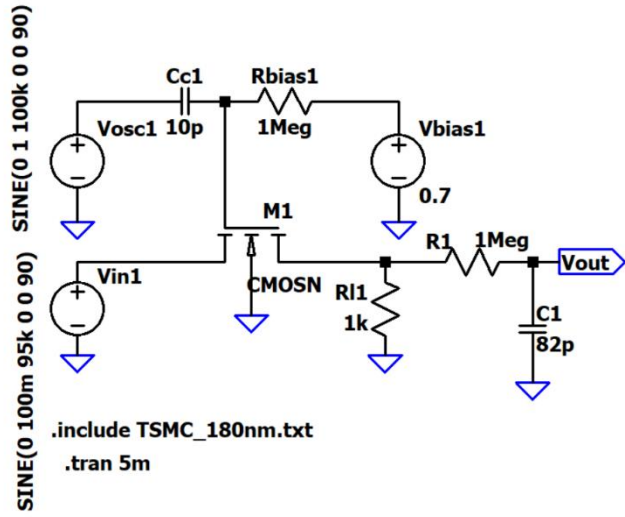 SINE(0 1 100k 0 0 90)
Cc1
10p
Rbias1
1Meg
Vosc1
Vbias1
0.7
M1
CMOSN
SINE(0 100m 95k 0 0 90)
Vin1
R1
1Meg
Vout
Rl1
1k
C1
82p
.include TSMC_180nm.txt
.tran 5m